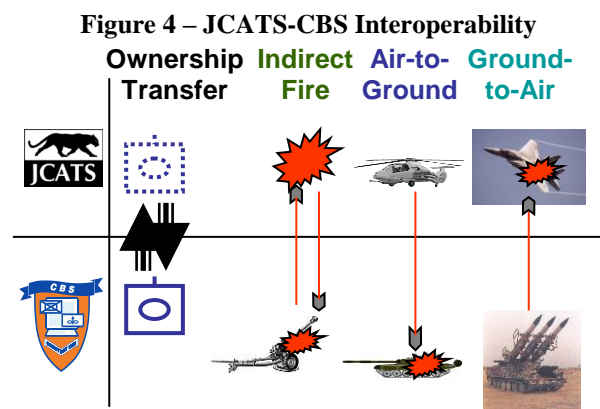 Figure 4 – JCATS-CBS Interoperability
Ownership Transfer
Indirect Fire
Air-to-Ground
Ground-to-Air
JCATS
CBS